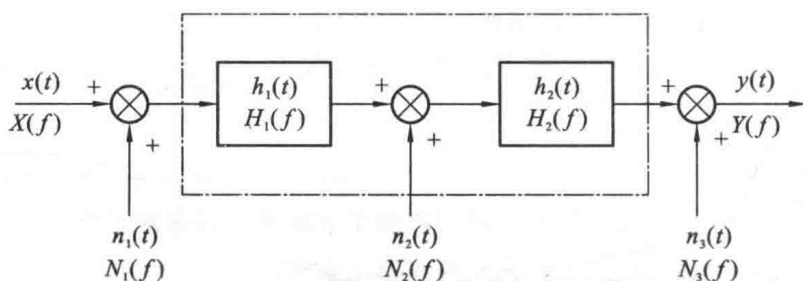 x(t)
X(f)
+
+
n₁(t)
N₁(f)
h₁(t)
H₁(f)
+
+
n₂(t)
N₂(f)
h₂(t)
H₂(f)
+
+
n₃(t)
N₃(f)
y(t)
Y(f)